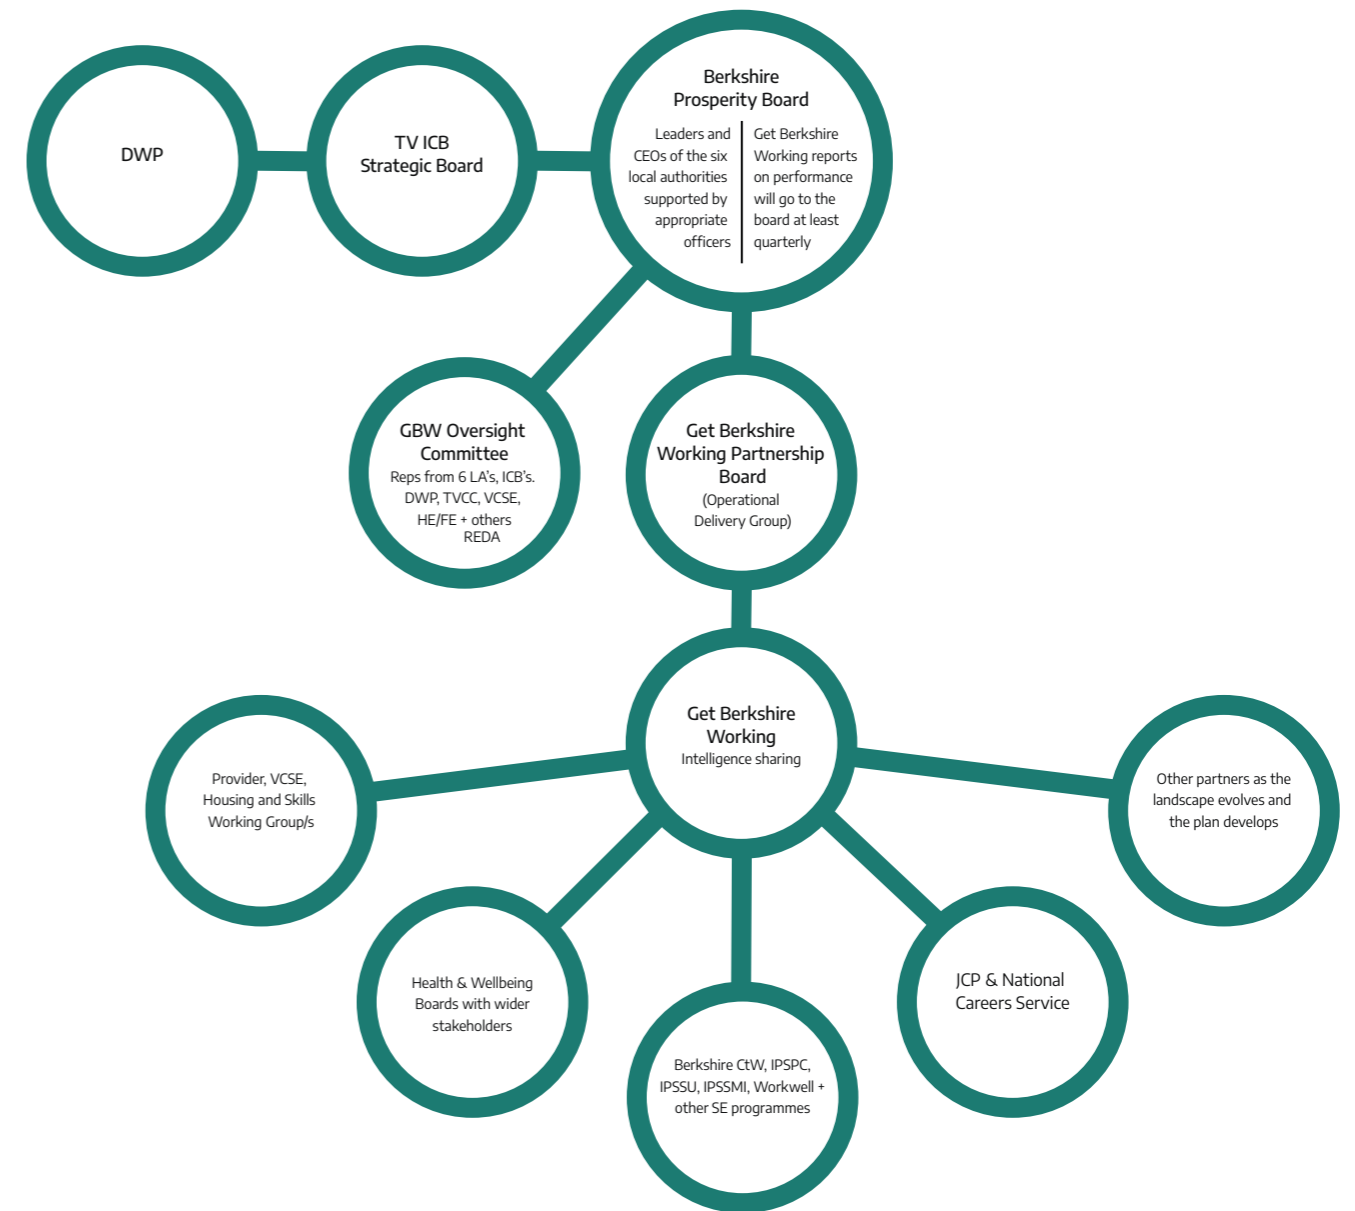 DWP
TV ICB
Strategic Board
Berkshire
Prosperity Board
Leaders and
CEOs of the six
local authorities
supported by
appropriate
officers
Get Berkshire
Working reports
on performance
will go to the
board at least
quarterly
GBW Oversight
Committee
Reps from 6 LA’s, ICB’s.
DWP, TVCC, VCSE,
HE/FE + others
REDA
Get Berkshire
Working Partnership
Board
(Operational
Delivery Group)
Get Berkshire
Working
Intelligence sharing
Provider, VCSE,
Housing and Skills
Working Group/s
Health & Wellbeing
Boards with wider
stakeholders
Berkshire CtW, IPSPC,
IPSSU, IPSSMI, Workwell +
other SE programmes
JCP & National
Careers Service
Other partners as the
landscape evolves and
the plan develops